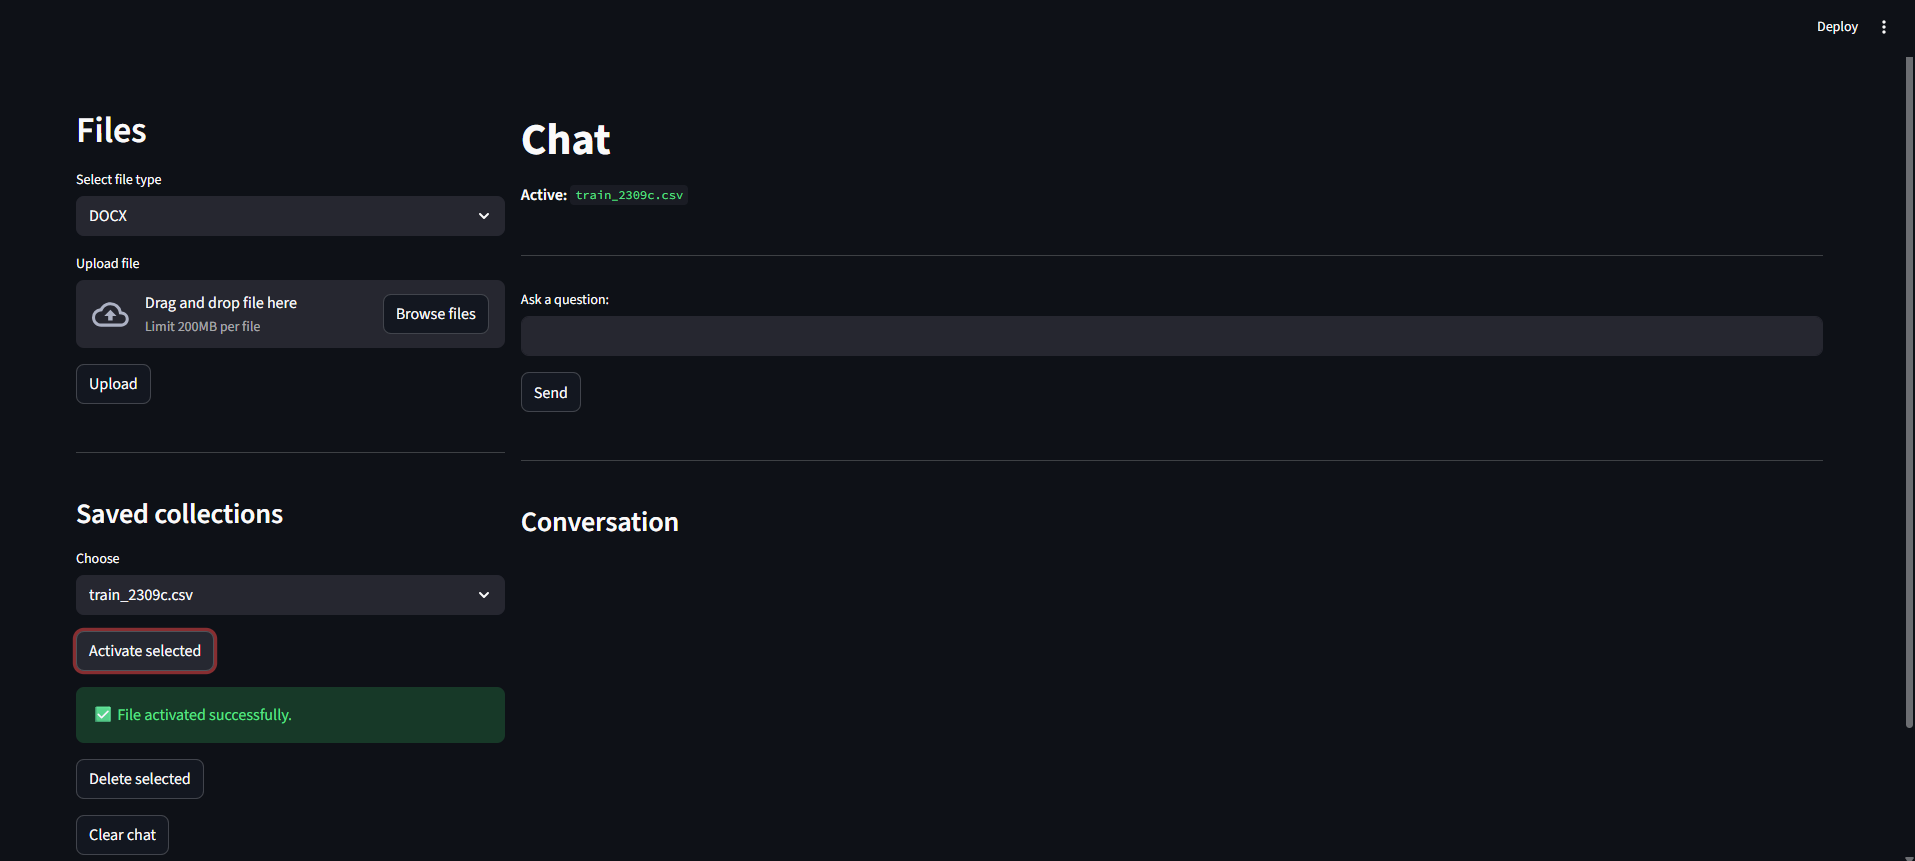 Deploy
Files
Select file type
DOCX
Upload file
Drag and drop file here
Limit 200MB per file
Browse files
Upload
Saved collections
Choose
train_2309c.csv
Activate selected
✅ File activated successfully.
Delete selected
Clear chat
Chat
Active: train_2309c.csv
Ask a question:
Send
Conversation